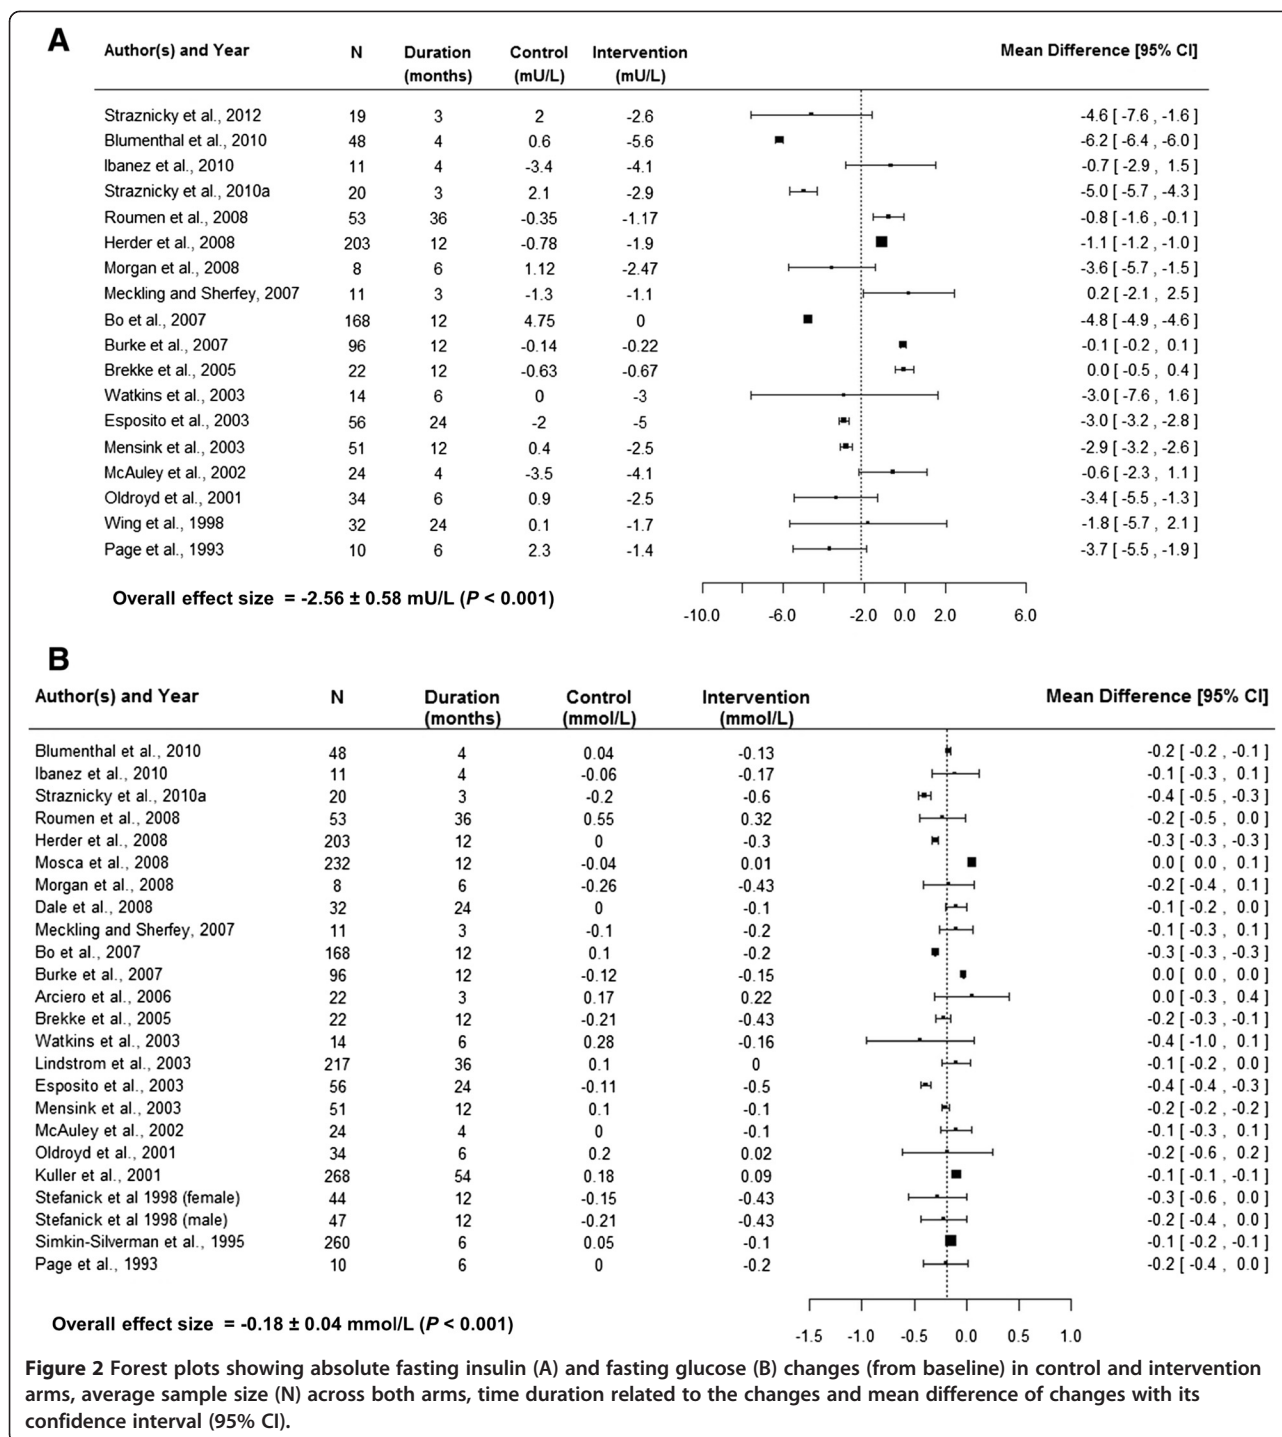 A
Author(s) and Year N Duration Control Intervention Mean Difference [95% CI]
(months) (mU/L) (mU/L)
Straznicky et al., 2012 19 3 2 -2.6 -4.6 [ -7.6 , -1.6 ]
Blumenthal et al., 2010 48 4 0.6 -5.6 -6.2 [ -6.4 , -6.0 ]
Ibanez et al., 2010 11 4 -3.4 -4.1 -0.7 [ -2.9 , 1.5 ]
Straznicky et al., 2010a 20 3 2.1 -2.9 -5.0 [ -5.7 , -4.3 ]
Roumen et al., 2008 53 36 -0.35 -1.17 -0.8 [ -1.6 , -0.1 ]
Herder et al., 2008 203 12 -0.78 -1.9 -1.1 [ -1.2 , -1.0 ]
Morgan et al., 2008 8 6 1.12 -2.47 -3.6 [ -5.7 , -1.5 ]
Meckling and Sherfey, 2007 11 3 -1.3 -1.1 0.2 [ -2.1 , 2.5 ]
Bo et al., 2007 168 12 4.75 0 -4.8 [ -4.9 , -4.6 ]
Burke et al., 2007 96 12 -0.14 -0.22 -0.1 [ -0.2 , 0.1 ]
Brekke et al., 2005 22 12 -0.63 -0.67 0.0 [ -0.5 , 0.4 ]
Watkins et al., 2003 14 6 0 -3 -3.0 [ -7.6 , 1.6 ]
Esposito et al., 2003 56 24 -2 -5 -3.0 [ -3.2 , -2.8 ]
Mensink et al., 2003 51 12 0.4 -2.5 -2.9 [ -3.2 , -2.6 ]
McAuley et al., 2002 24 4 -3.5 -4.1 -0.6 [ -2.3 , 1.1 ]
Oldroyd et al., 2001 34 6 0.9 -2.5 -3.4 [ -5.5 , -1.3 ]
Wing et al., 1998 32 24 0.1 -1.7 -1.8 [ -5.7 , 2.1 ]
Page et al., 1993 10 6 2.3 -1.4 -3.7 [ -5.5 , -1.9 ]
Overall effect size = -2.56 ± 0.58 mU/L (P < 0.001)
-10.0 -6.0 -2.0 0.0 2.0 6.0
B
Author(s) and Year N Duration Control Intervention Mean Difference [95% CI]
(months) (mmol/L) (mmol/L)
Blumenthal et al., 2010 48 4 0.04 -0.13 -0.2 [ -0.2 , -0.1 ]
Ibanez et al., 2010 11 4 -0.06 -0.17 -0.1 [ -0.3 , 0.1 ]
Straznicky et al., 2010a 20 3 -0.2 -0.6 -0.4 [ -0.5 , -0.3 ]
Roumen et al., 2008 53 36 0.55 0.32 -0.2 [ -0.5 , 0.0 ]
Herder et al., 2008 203 12 0 -0.3 -0.3 [ -0.3 , -0.3 ]
Mosca et al., 2008 232 12 -0.04 0.01 0.0 [ 0.0 , 0.1 ]
Morgan et al., 2008 8 6 -0.26 -0.43 -0.2 [ -0.4 , 0.1 ]
Dale et al., 2008 32 24 0 -0.1 -0.1 [ -0.2 , 0.0 ]
Meckling and Sherfey, 2007 11 3 -0.1 -0.2 -0.1 [ -0.3 , 0.1 ]
Bo et al., 2007 168 12 0.1 -0.2 -0.3 [ -0.3 , -0.3 ]
Burke et al., 2007 96 12 -0.12 -0.15 0.0 [ 0.0 , 0.0 ]
Arciero et al., 2006 22 3 0.17 0.22 0.0 [ -0.3 , 0.4 ]
Brekke et al., 2005 22 12 -0.21 -0.43 -0.2 [ -0.3 , -0.1 ]
Watkins et al., 2003 14 6 0.28 -0.16 -0.4 [ -1.0 , 0.1 ]
Lindstrom et al., 2003 217 36 0.1 0 -0.1 [ -0.2 , 0.0 ]
Esposito et al., 2003 56 24 -0.11 -0.5 -0.4 [ -0.4 , -0.3 ]
Mensink et al., 2003 51 12 0.1 -0.1 -0.2 [ -0.2 , -0.2 ]
McAuley et al., 2002 24 4 0 -0.1 -0.1 [ -0.3 , 0.1 ]
Oldroyd et al., 2001 34 6 0.2 0.02 -0.2 [ -0.6 , 0.2 ]
Kuller et al., 2001 268 54 0.18 0.09 -0.1 [ -0.1 , -0.1 ]
Stefanick et al 1998 (female) 44 12 -0.15 -0.43 -0.3 [ -0.6 , 0.0 ]
Stefanick et al., 1998 (male) 47 12 -0.21 -0.43 -0.2 [ -0.4 , 0.0 ]
Simkin-Silverman et al., 1995 260 6 0.05 -0.1 -0.1 [ -0.2 , -0.1 ]
Page et al., 1993 10 6 0 -0.2 -0.2 [ -0.4 , 0.0 ]
Overall effect size = -0.18 ± 0.04 mmol/L (P < 0.001)
-1.5 -1.0 -0.5 0.0 0.5 1.0
Figure 2 Forest plots showing absolute fasting insulin (A) and fasting glucose (B) changes (from baseline) in control and intervention
arms, average sample size (N) across both arms, time duration related to the changes and mean difference of changes with its
confidence interval (95% CI).